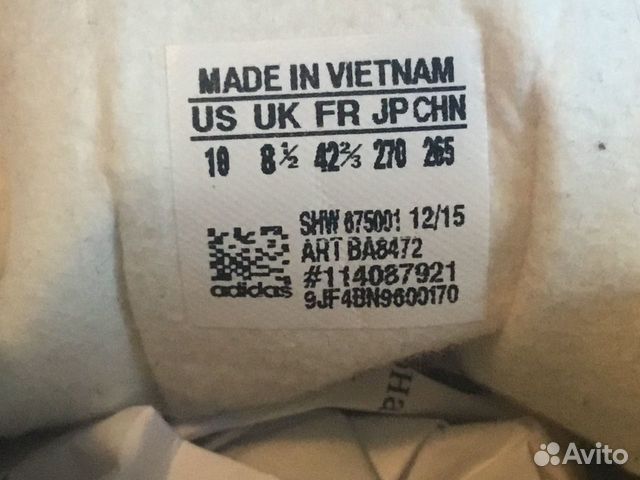 MADE IN VIETNAM
US UK FR JP CHN
10 8½ 42⅔ 270 265
SHW 675001 12/15
ART BA8472
#114087921
adidas 9JF4BN9600170
Avito